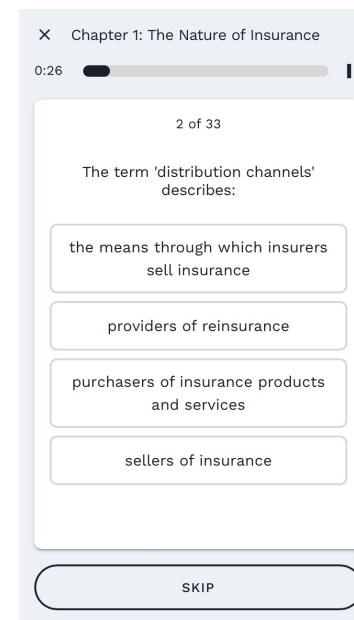 Chapter 1: The Nature of Insurance
0:26
2 of 33
The term 'distribution channels'
describes:
the means through which insurers
sell insurance
providers of reinsurance
purchasers of insurance products
and services
sellers of insurance
SKIP